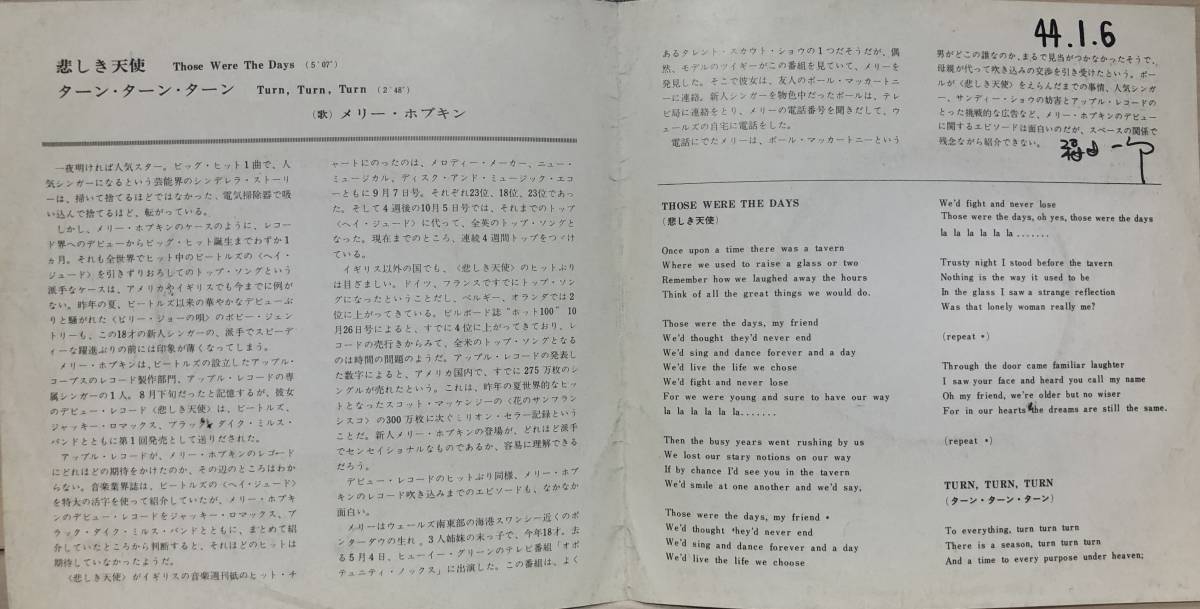 悲しき天使 Those Were The Days (5'07")
ターン・ターン・ターン Turn, Turn, Turn (2'48")
(歌) メリー・ホプキン
一夜明ければ人気スター。ビッグ・ヒット1曲で、人
気シンガーになるという芸能界のシンデレラ・ストーリ
ーは、掃いて捨てるほどではなかった、電気掃除器で吸
い込んで捨てるほど、転がっている。
しかし、メリー・ホプキンのケースのように、レコー
ド界へのデビューからビッグ・ヒット誕生までわずか1
ヵ月。それも全世界でヒット中のビートルズの〈ヘイ・
ジュード〉を引きずりおろしてのトップ・ソングという
派手なケースは、アメリカやイギリスでも今までに例が
ない。昨年の夏、ビートルズ以来の華やかなデビューぶ
りと騒がれた〈ビリー・ジョーの唄〉のボビー・ジェン
トリーも、この18才の新人シンガーの、派手でスピーデ
ィーな躍進ぶりの前には印象が薄くなってしまう。
メリー・ホプキンは、ビートルズの設立したアップル・
コープスのレコード製作部門、アップル・レコードの専
属シンガーの1人。8月下旬だったと記憶するが、彼女
のデビュー・レコード〈悲しき天使〉は、ビートルズ、
ジャッキー・ロマックス、ブラック・ダイク・ミルス・
バンドとともに第1回発売として送りだされた。
アップル・レコードが、メリー・ホプキンのレコード
にどれほどの期待をかけたのか、その辺のところはわか
らない。音楽業界誌は、ビートルズの〈ヘイ・ジュード〉
を特大の活字を使って紹介していたが、メリー・ホプキ
ンのデビュー・レコードをジャッキー・ロマックス、ブ
ラック・ダイク・ミルス・バンドとともに、まとめて紹
介していたところから判断すると、それほどのヒットは
期待していなかったようだ。
〈悲しき天使〉がイギリスの音楽週刊紙のヒット・チ
ャートにのったのは、メロディー・メーカー、ニュー・
ミュージカル、ディスク・アンド・ミュージック・エコ
ーともに9月7日号。それぞれ23位、18位、23位であっ
た。そして4週後の10月5日号では、それまでのトップ
〈ヘイ・ジュード〉に代って、全英のトップ・ソングと
なった。現在までのところ、連続4週間トップをつづけ
ている。
イギリス以外の国でも、〈悲しき天使〉のヒットぶり
は目ざましい。ドイツ、フランスですでにトップ・ソン
グになったということだし、ベルギー、オランダでは2
位に上がってきている。ビルボード誌“ホット100” 10
月26日号によると、すでに4位に上がってきており、レ
コードの売行きからみて、全米のトップ・ソングとなる
のは時間の問題のようだ。アップル・レコードの発表し
た数字によると、アメリカ国内で、すでに275万枚のシ
ングルが売れたという。これは、昨年の夏世界的なヒッ
トとなったスコット・マッケンジーの〈花のサンフラン
シスコ〉の300万枚に次ぐミリオン・セラー記録という
ことだ。新人メリー・ホプキンの登場が、どれほど派手
でセンセイショナルなものであるか、容易に理解できる
だろう。
デビュー・レコードのヒットぶり同様、メリー・ホプ
キンのレコード吹き込みまでのエピソードも、なかなか
面白い。
メリーはウェールズ南東部の海港スワンシー近くのポ
ンターダウの生れ。3人姉妹の末っ子で、今年18才。去
る5月4日、ヒューイー・グリーンのテレビ番組「オポ
テュニティ・ノックス」に出演した。この番組は、よく
あるタレント・スカウト・ショウの1つだそうだが、偶
然、モデルのツイギーがこの番組を見ていて、メリーを
発見した。そこで彼女は、友人のポール・マッカートニ
ーに連絡。新人シンガーを物色中だったポールは、テレ
ビ局に連絡をとり、メリーの電話番号を聞きだして、ウ
ェールズの自宅に電話をした。
電話にでたメリーは、ポール・マッカートニーという
44.1.6
男がどこの誰なのか、まるで見当がつかなかったそうで、
母親が代って吹き込みの交渉を引き受けたという。ポー
ルが〈悲しき天使〉をえらんだまでの事情、人気シンガ
ー、サンディー・ショウの妨害とアップル・レコードの
とった挑戦的な広告など、メリー・ホプキンのデビュー
に関するエピソードは面白いのだが、スペースの関係で
残念ながら紹介できない。 福田一郎
THOSE WERE THE DAYS
(悲しき天使)
Once upon a time there was a tavern
Where we used to raise a glass or two
Remember how we laughed away the hours
Think of all the great things we would do.
Those were the days, my friend
We'd thought they'd never end
We'd sing and dance forever and a day
We'd live the life we chose
We'd fight and never lose
For we were young and sure to have our way
la la la la la la.......
Then the busy years went rushing by us
We lost our stary notions on our way
If by chance I'd see you in the tavern
We'd smile at one another and we'd say,
Those were the days, my friend *
We'd thought they'd never end
We'd sing and dance forever and a day
We'd live the life we choose
We'd fight and never lose
Those were the days, oh yes, those were the days
la la la la la la.......
Trusty night I stood before the tavern
Nothing is the way it used to be
In the glass I saw a strange reflection
Was that lonely woman really me?
(repeat *)
Through the door came familiar laughter
I saw your face and heard you call my name
Oh my friend, we're older but no wiser
For in our hearts the dreams are still the same.
(repeat *)
TURN, TURN, TURN
(ターン・ターン・ターン)
To everything, turn turn turn
There is a season, turn turn turn
And a time to every purpose under heaven;